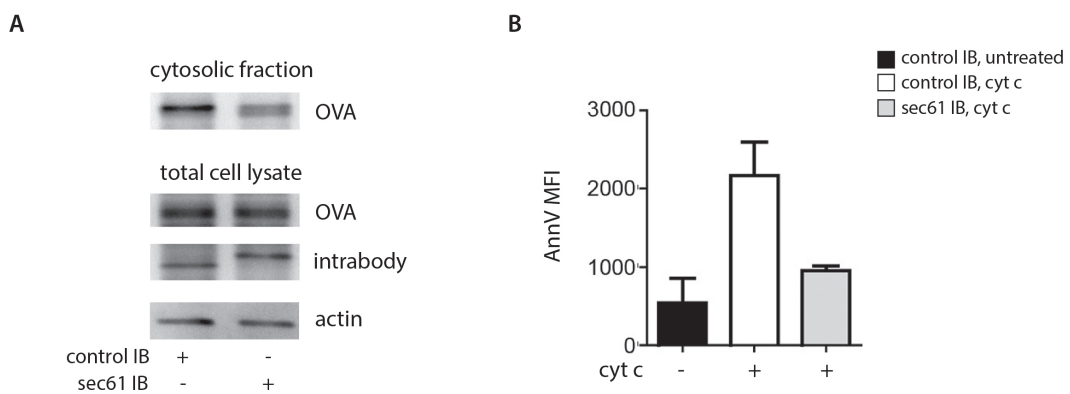 A
cytosolic fraction
OVA
total cell lysate
OVA
intrabody
actin
control IB + -
sec61 IB - +
B
control IB, untreated
control IB, cyt c
sec61 IB, cyt c
3000
2000
1000
0
AnnV MFI
cyt c - + +